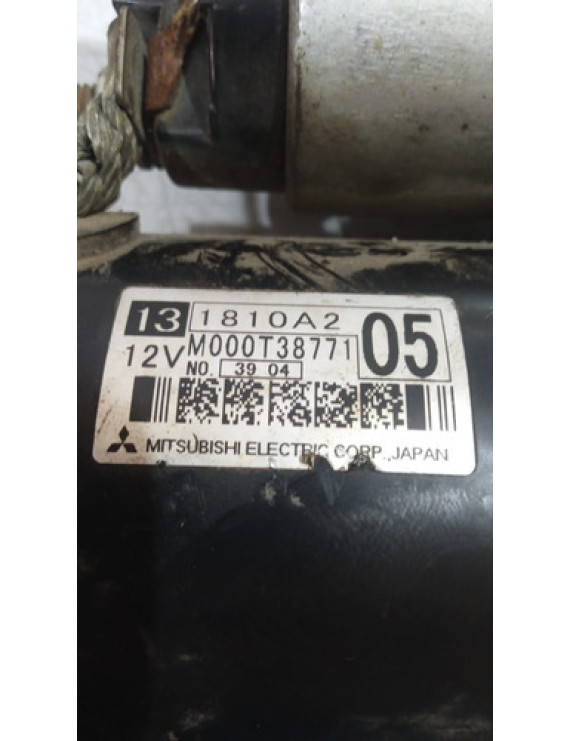 13 1810A2 05
12V M000T38771
NO. 39 04
MITSUBISHI ELECTRIC CORP., JAPAN